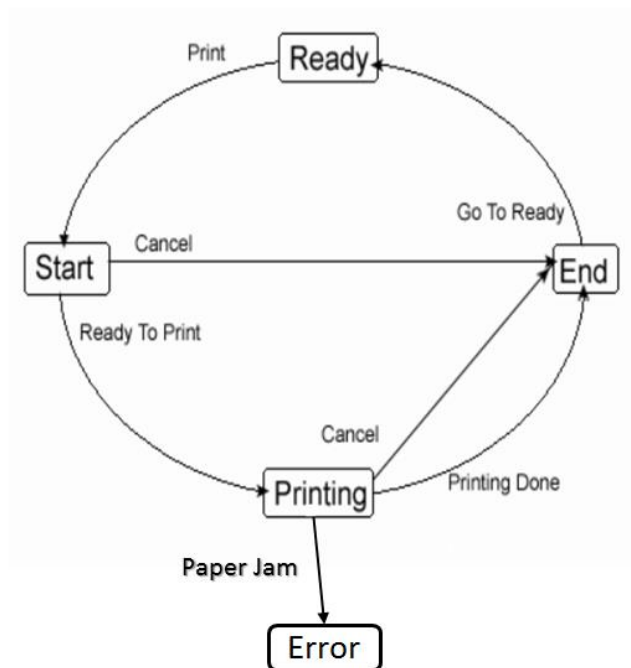 Print
Ready
Go To Ready
Start
Cancel
End
Ready To Print
Cancel
Printing
Printing Done
Paper Jam
Error